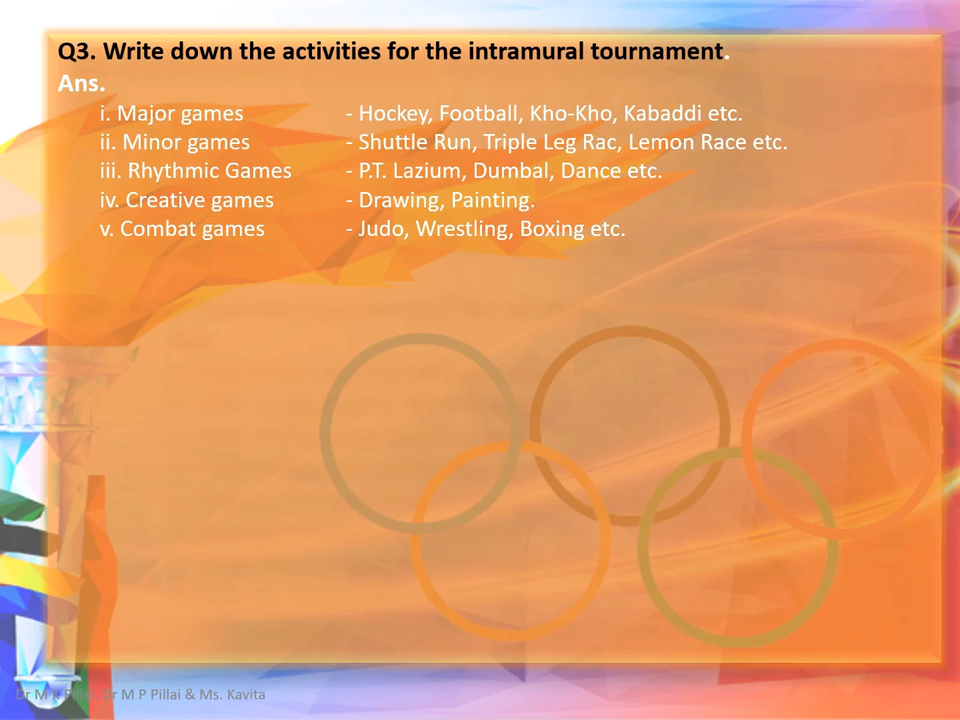 Q3. Write down the activities for the intramural tournament.
Ans.
i. Major games - Hockey, Football, Kho-Kho, Kabaddi etc.
ii. Minor games - Shuttle Run, Triple Leg Rac, Lemon Race etc.
iii. Rhythmic Games - P.T. Lazium, Dumbal, Dance etc.
iv. Creative games - Drawing, Painting.
v. Combat games - Judo, Wrestling, Boxing etc.
Dr M K Pillai, Dr M P Pillai & Ms. Kavita